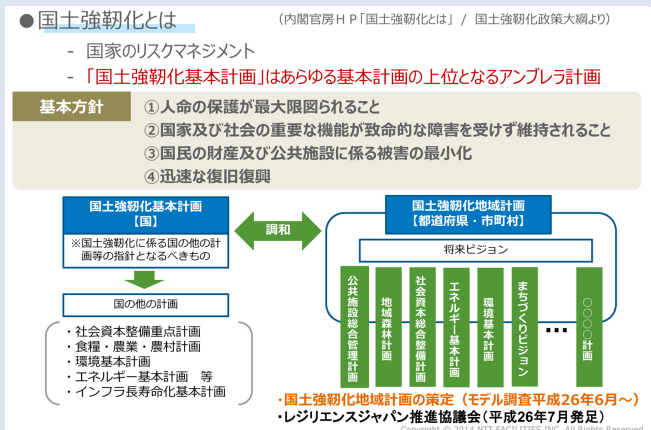 ●国土強靭化とは
（内閣官房ＨＰ「国土強靭化とは」 / 国土強靭化政策大綱より）
- 国家のリスクマネジメント
- 「国土強靭化基本計画」はあらゆる基本計画の上位となるアンブレラ計画
基本方針
①人命の保護が最大限図られること
②国家及び社会の重要な機能が致命的な障害を受けず維持されること
③国民の財産及び公共施設に係る被害の最小化
④迅速な復旧復興
国土強靭化基本計画
【国】
※国土強靭化に係る国の他の計
画等の指針となるべきもの
国の他の計画
・社会資本整備重点計画
・食糧・農業・農村計画
・環境基本計画
・エネルギー基本計画　等
・インフラ長寿命化基本計画
調和
国土強靭化地域計画
【都道府県・市町村】
将来ビジョン
公共施設総合管理計画
地域森林計画
社会資本総合整備計画
エネルギー基本計画
環境基本計画
まちづくりビジョン
…
○○○○計画
・国土強靭化地域計画の策定（モデル調査平成26年6月～）
・レジリエンスジャパン推進協議会（平成26年7月発足）
Copyright © 2014 NTT FACILITIES,INC. All Rights Reserved